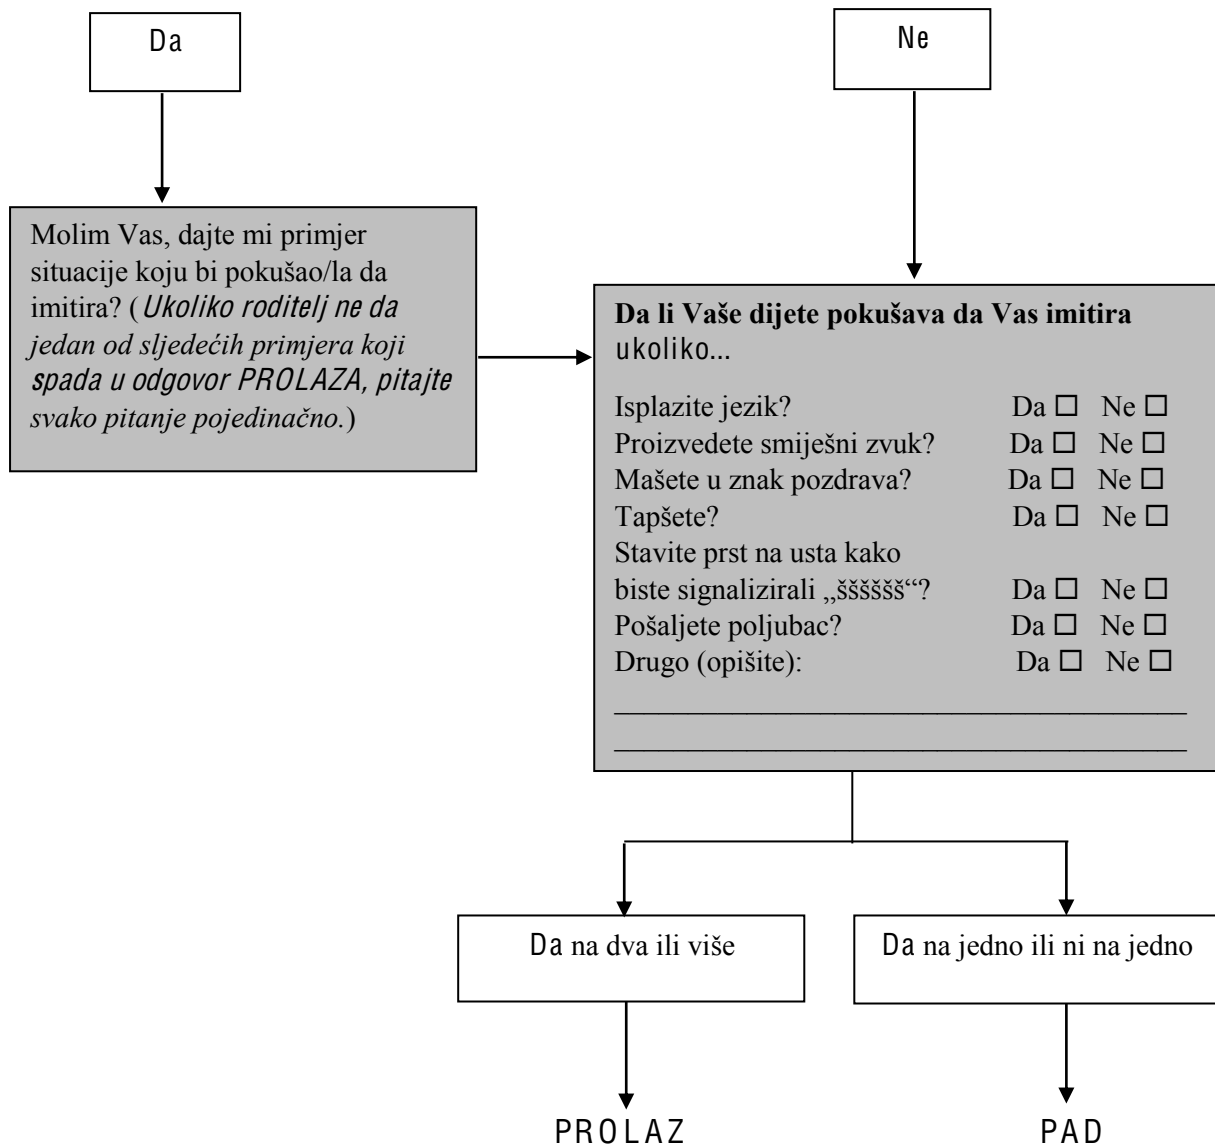 Da
Ne
Molim Vas, dajte mi primjer
situacije koju bi pokušao/la da
imitira? (Ukoliko roditelj ne da
jedan od sljedećih primjera koji
spada u odgovor PROLAZA, pitajte
svako pitanje pojedinačno.)
Da li Vaše dijete pokušava da Vas imitira
ukoliko...
Isplazite jezik? Da □ Ne □
Proizvedete smiješni zvuk? Da □ Ne □
Mašete u znak pozdrava? Da □ Ne □
Tapšete? Da □ Ne □
Stavite prst na usta kako
biste signalizirali „šššššš“? Da □ Ne □
Pošaljete poljubac? Da □ Ne □
Drugo (opišite): Da □ Ne □
Da na dva ili više
Da na jedno ili ni na jedno
PROLAZ
PAD